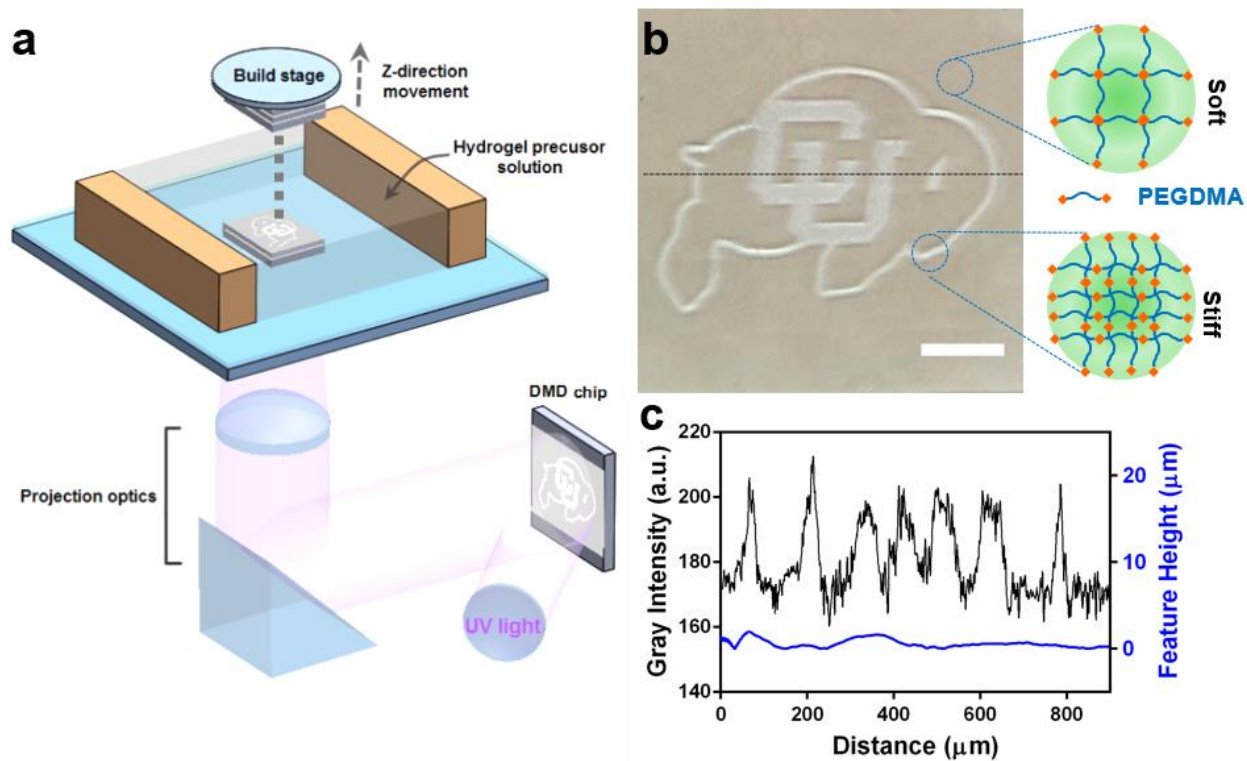 a
Build stage
Z-direction
movement
Hydrogel precusor
solution
DMD chip
Projection optics
UV light
b
CU
Soft
PEGDMA
Stiff
c
Gray Intensity (a.u.)
220
200
180
160
140
Feature Height (μm)
20
10
0
0
200
400
600
800
Distance (μm)